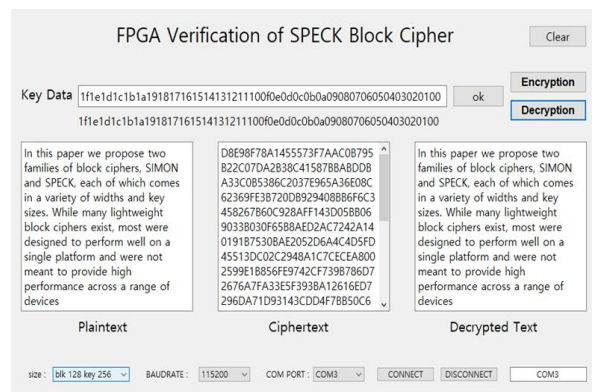 FPGA Verification of SPECK Block Cipher
Clear
Key Data
1f1e1d1c1b1a191817161514131211100f0e0d0c0b0a09080706050403020100
ok
Encryption
Decryption
1f1e1d1c1b1a191817161514131211100f0e0d0c0b0a09080706050403020100
In this paper we propose two
families of block ciphers, SIMON
and SPECK, each of which comes
in a variety of widths and key
sizes. While many lightweight
block ciphers exist, most were
designed to perform well on a
single platform and were not
meant to provide high
performance across a range of
devices
D8E98F78A1455573F7AAC0B795
B22C07DA2B38C41587BBABDDB
A33C0B5386C2037E965A36E08C
62369FE3B720DB929408BB6F6C3
458267B60C928AFF143D05BB06
9033B030F65B8AED2AC7242A14
0191B7530BAE2052D6A4C4D5FD
45513DC02C2948A1C7CECEA800
2599E1B856FE9742CF739B786D7
2676A7FA33E5F393BA12616ED7
296DA71D93143CDD4F7BB50C6
In this paper we propose two
families of block ciphers, SIMON
and SPECK, each of which comes
in a variety of widths and key
sizes. While many lightweight
block ciphers exist, most were
designed to perform well on a
single platform and were not
meant to provide high
performance across a range of
devices
Plaintext
Ciphertext
Decrypted Text
size : blk 128 key 256
BAUDRATE : 115200
COM PORT : COM3
CONNECT
DISCONNECT
COM3